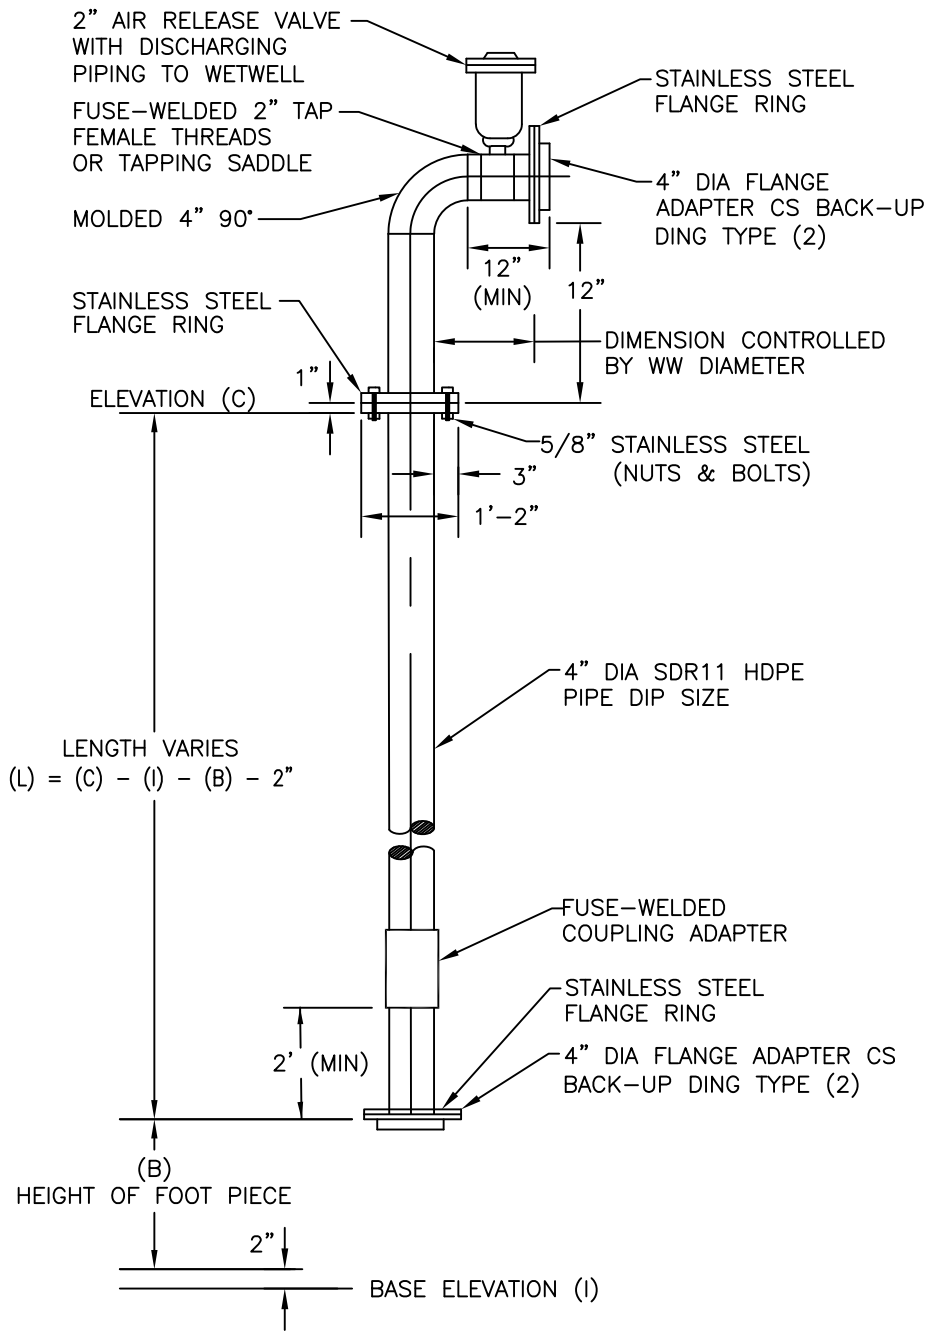 2” AIR RELEASE VALVE
WITH DISCHARGING
PIPING TO WETWELL
FUSE–WELDED 2” TAP
FEMALE THREADS
OR TAPPING SADDLE
MOLDED 4” 90°
STAINLESS STEEL
FLANGE RING
4” DIA FLANGE
ADAPTER CS BACK–UP
DING TYPE (2)
12”
(MIN)
12”
STAINLESS STEEL
FLANGE RING
DIMENSION CONTROLLED
BY WW DIAMETER
1”
ELEVATION (C)
5/8” STAINLESS STEEL
(NUTS & BOLTS)
3”
1’–2”
4” DIA SDR11 HDPE
PIPE DIP SIZE
LENGTH VARIES
(L) = (C) – (I) – (B) – 2”
FUSE–WELDED
COUPLING ADAPTER
STAINLESS STEEL
FLANGE RING
2’ (MIN)
4” DIA FLANGE ADAPTER CS
BACK–UP DING TYPE (2)
(B)
HEIGHT OF FOOT PIECE
2”
BASE ELEVATION (I)